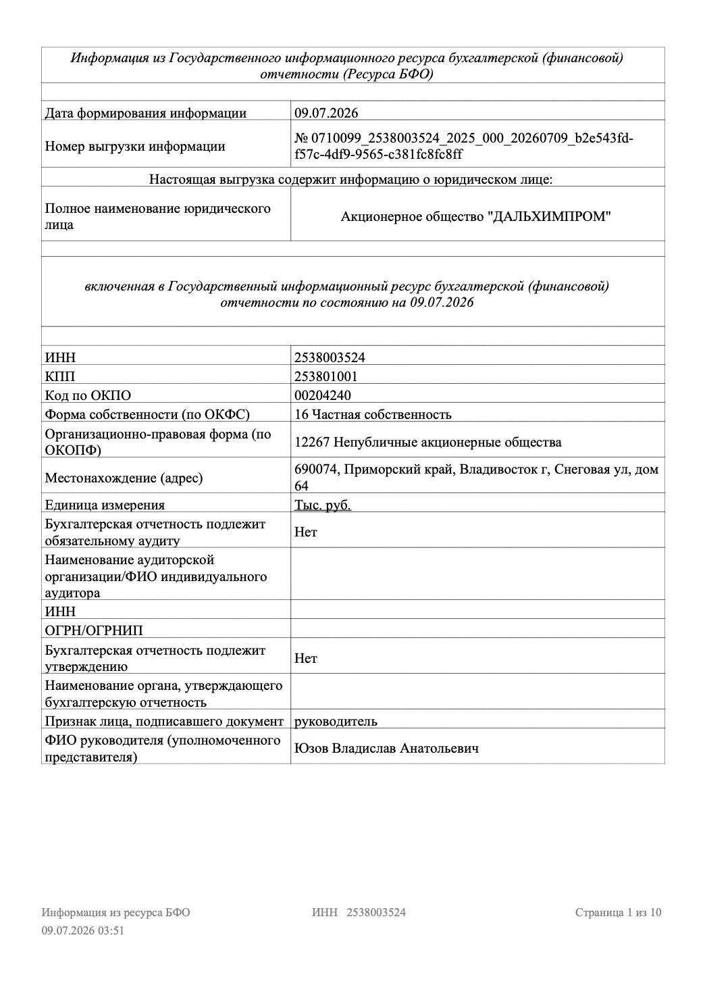 Информация из Государственного информационного ресурса бухгалтерской (финансовой)
отчетности (Ресурса БФО)
Дата формирования информации
09.07.2026
Номер выгрузки информации
№ 0710099_2538003524_2025_000_20260709_b2e543fd-
f57c-4df9-9565-c381fc8fc8ff
Настоящая выгрузка содержит информацию о юридическом лице:
Полное наименование юридического
лица
Акционерное общество "ДАЛЬХИМПРОМ"
включенная в Государственный информационный ресурс бухгалтерской (финансовой)
отчетности по состоянию на 09.07.2026
ИНН
2538003524
КПП
253801001
Код по ОКПО
00204240
Форма собственности (по ОКФС)
16 Частная собственность
Организационно-правовая форма (по
ОКОПФ)
12267 Непубличные акционерные общества
Местонахождение (адрес)
690074, Приморский край, Владивосток г, Снеговая ул, дом
64
Единица измерения
Тыс. руб.
Бухгалтерская отчетность подлежит
обязательному аудиту
Нет
Наименование аудиторской
организации/ФИО индивидуального
аудитора
ИНН
ОГРН/ОГРНИП
Бухгалтерская отчетность подлежит
утверждению
Нет
Наименование органа, утверждающего
бухгалтерскую отчетность
Признак лица, подписавшего документ
руководитель
ФИО руководителя (уполномоченного
представителя)
Юзов Владислав Анатольевич
Информация из ресурса БФО
ИНН 2538003524
Страница 1 из 10
09.07.2026 03:51